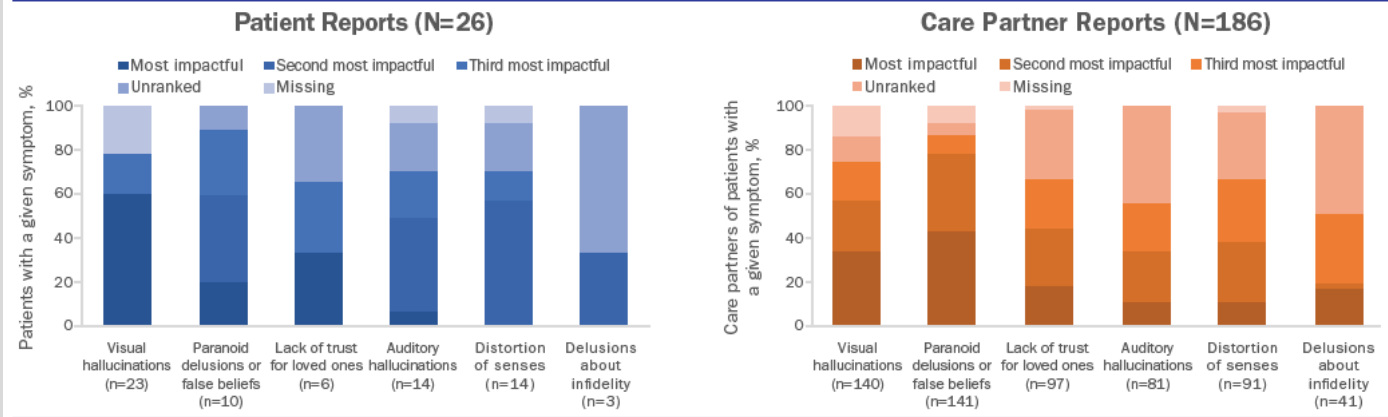 Patient Reports (N=26)
Most impactful Second most impactful Third most impactful
Unranked Missing
Patients with a given symptom, %
100
80
60
40
20
0
Visual hallucinations (n=23)
Paranoid delusions or false beliefs (n=10)
Lack of trust for loved ones (n=6)
Auditory hallucinations (n=14)
Distortion of senses (n=14)
Delusions about infidelity (n=3)
Care Partner Reports (N=186)
Most impactful Second most impactful Third most impactful
Unranked Missing
Care partners of patients with
a given symptom, %
100
80
60
40
20
0
Visual hallucinations (n=140)
Paranoid delusions or false beliefs (n=141)
Lack of trust for loved ones (n=97)
Auditory hallucinations (n=81)
Distortion of senses (n=91)
Delusions about infidelity (n=41)